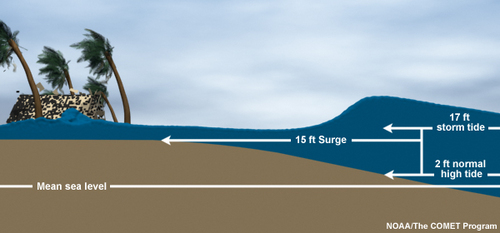 17 ft
storm tide
15 ft Surge
2 ft normal
high tide
Mean sea level
NOAA/The COMET Program